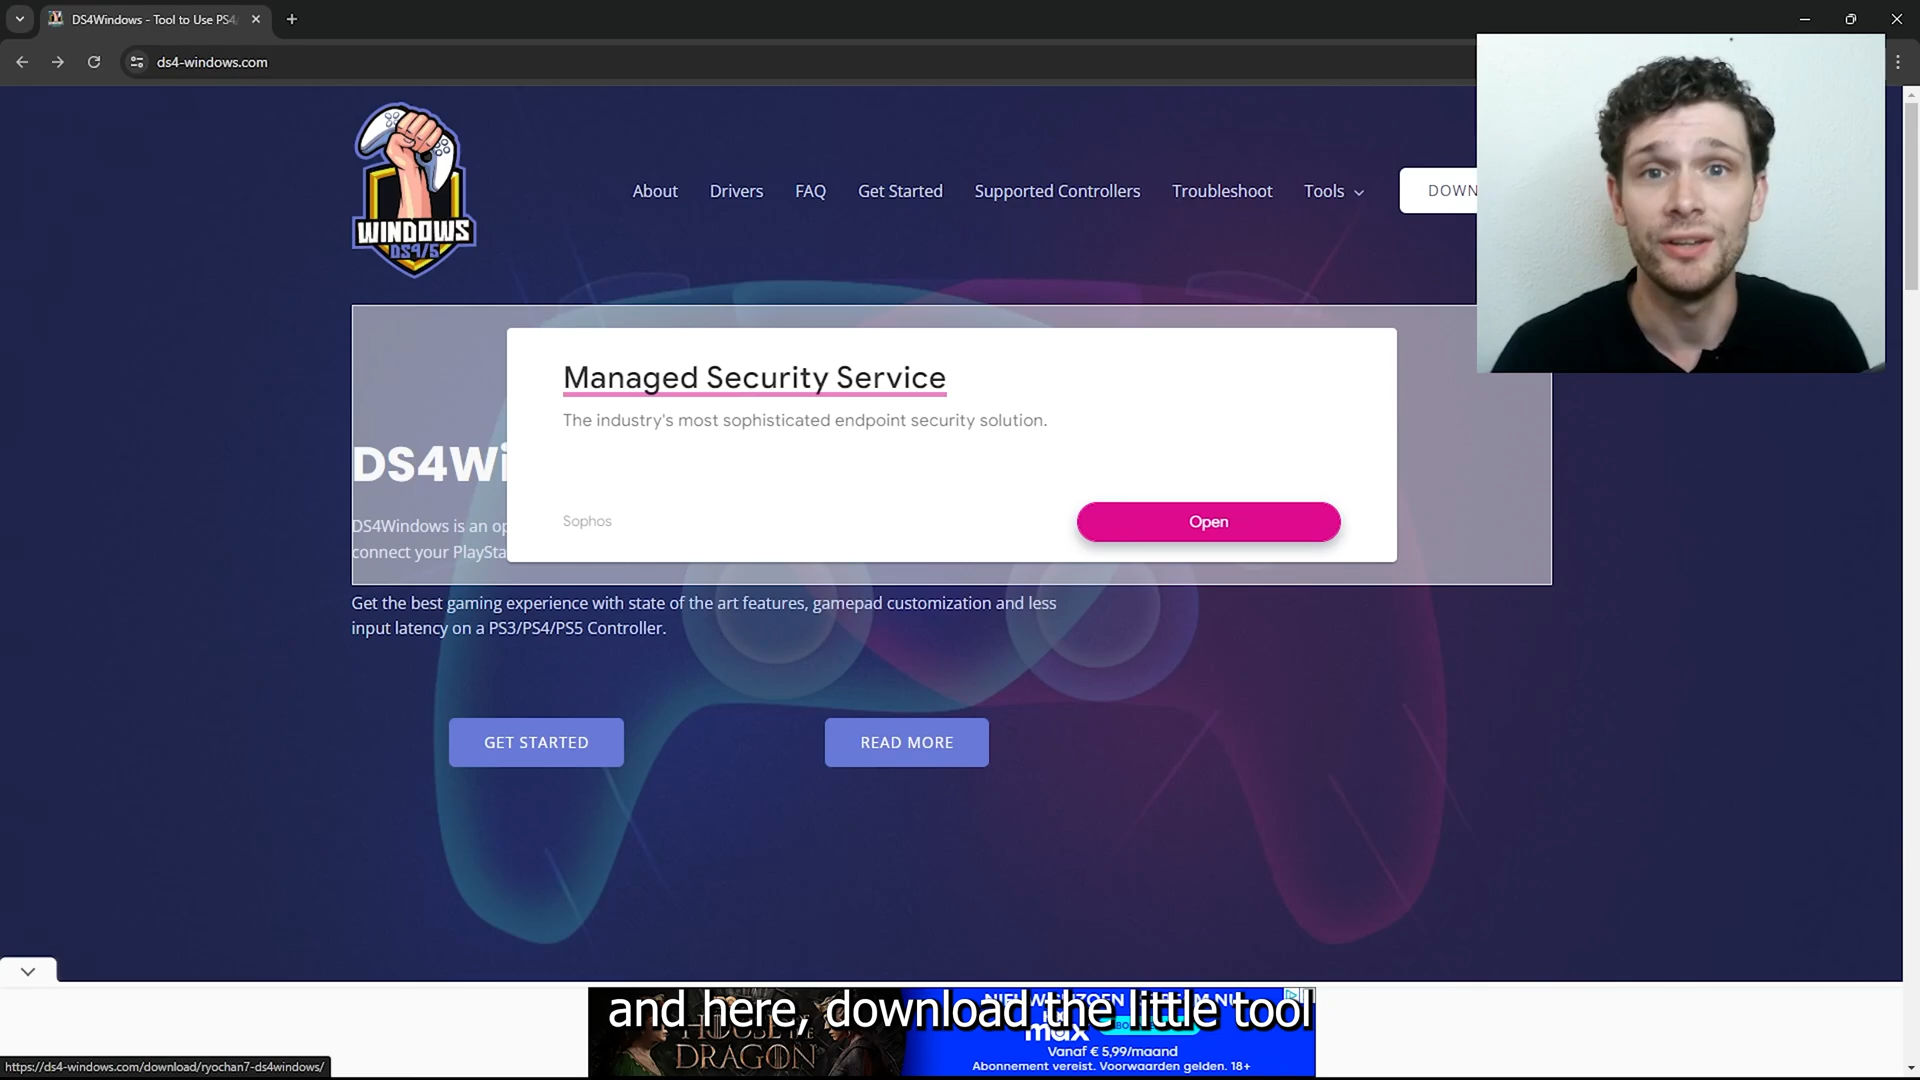 DS4Windows - Tool to Use PS4
ds4-windows.com
WINDOWS
DS4/5
About
Drivers
FAQ
Get Started
Supported Controllers
Troubleshoot
Tools
DOWN
Managed Security Service
The industry's most sophisticated endpoint security solution.
Sophos
Open
DS4Wi
DS4Windows is an op
connect your PlaySta
Get the best gaming experience with state of the art features, gamepad customization and less
input latency on a PS3/PS4/PS5 Controller.
GET STARTED
READ MORE
and here, download the little tool
HOUSE OF THE
DRAGON
max
Vanaf € 5,99/maand
Abonnement vereist. Voorwaarden gelden. 18+
https://ds4-windows.com/download/ryochan7-ds4windows/